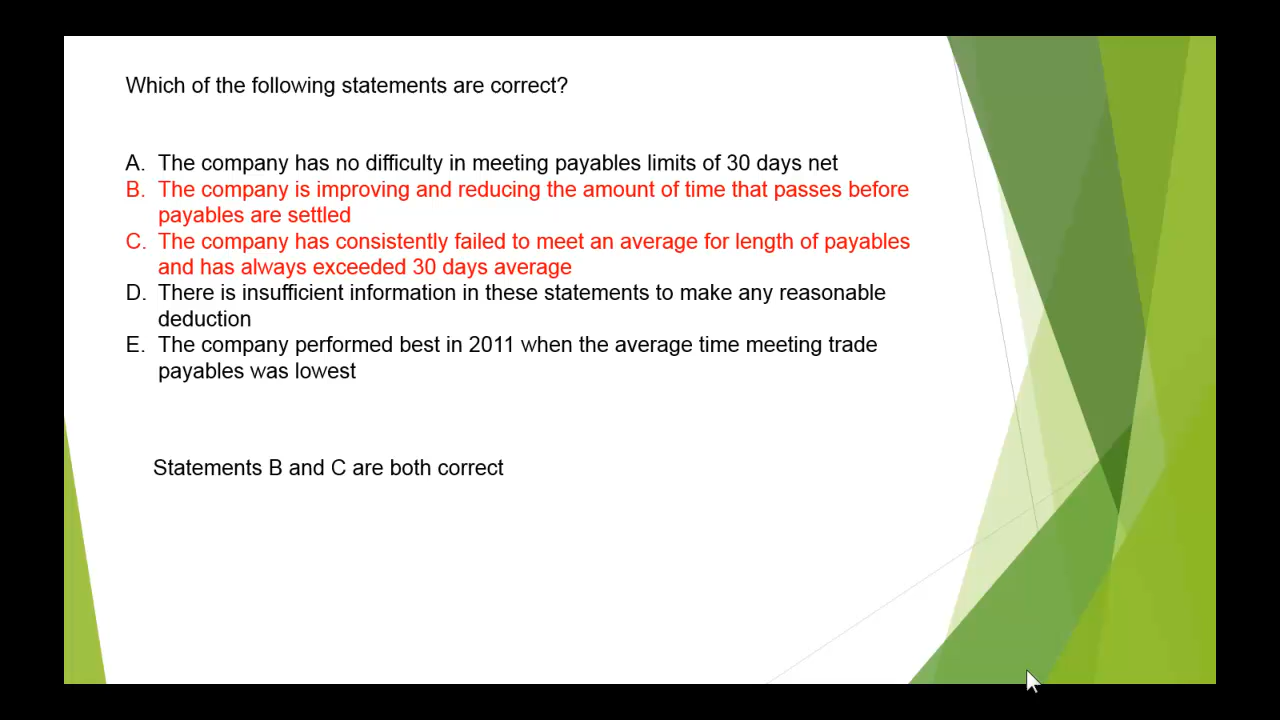 Which of the following statements are correct?
A. The company has no difficulty in meeting payables limits of 30 days net
B. The company is improving and reducing the amount of time that passes before
payables are settled
C. The company has consistently failed to meet an average for length of payables
and has always exceeded 30 days average
D. There is insufficient information in these statements to make any reasonable
deduction
E. The company performed best in 2011 when the average time meeting trade
payables was lowest
Statements B and C are both correct